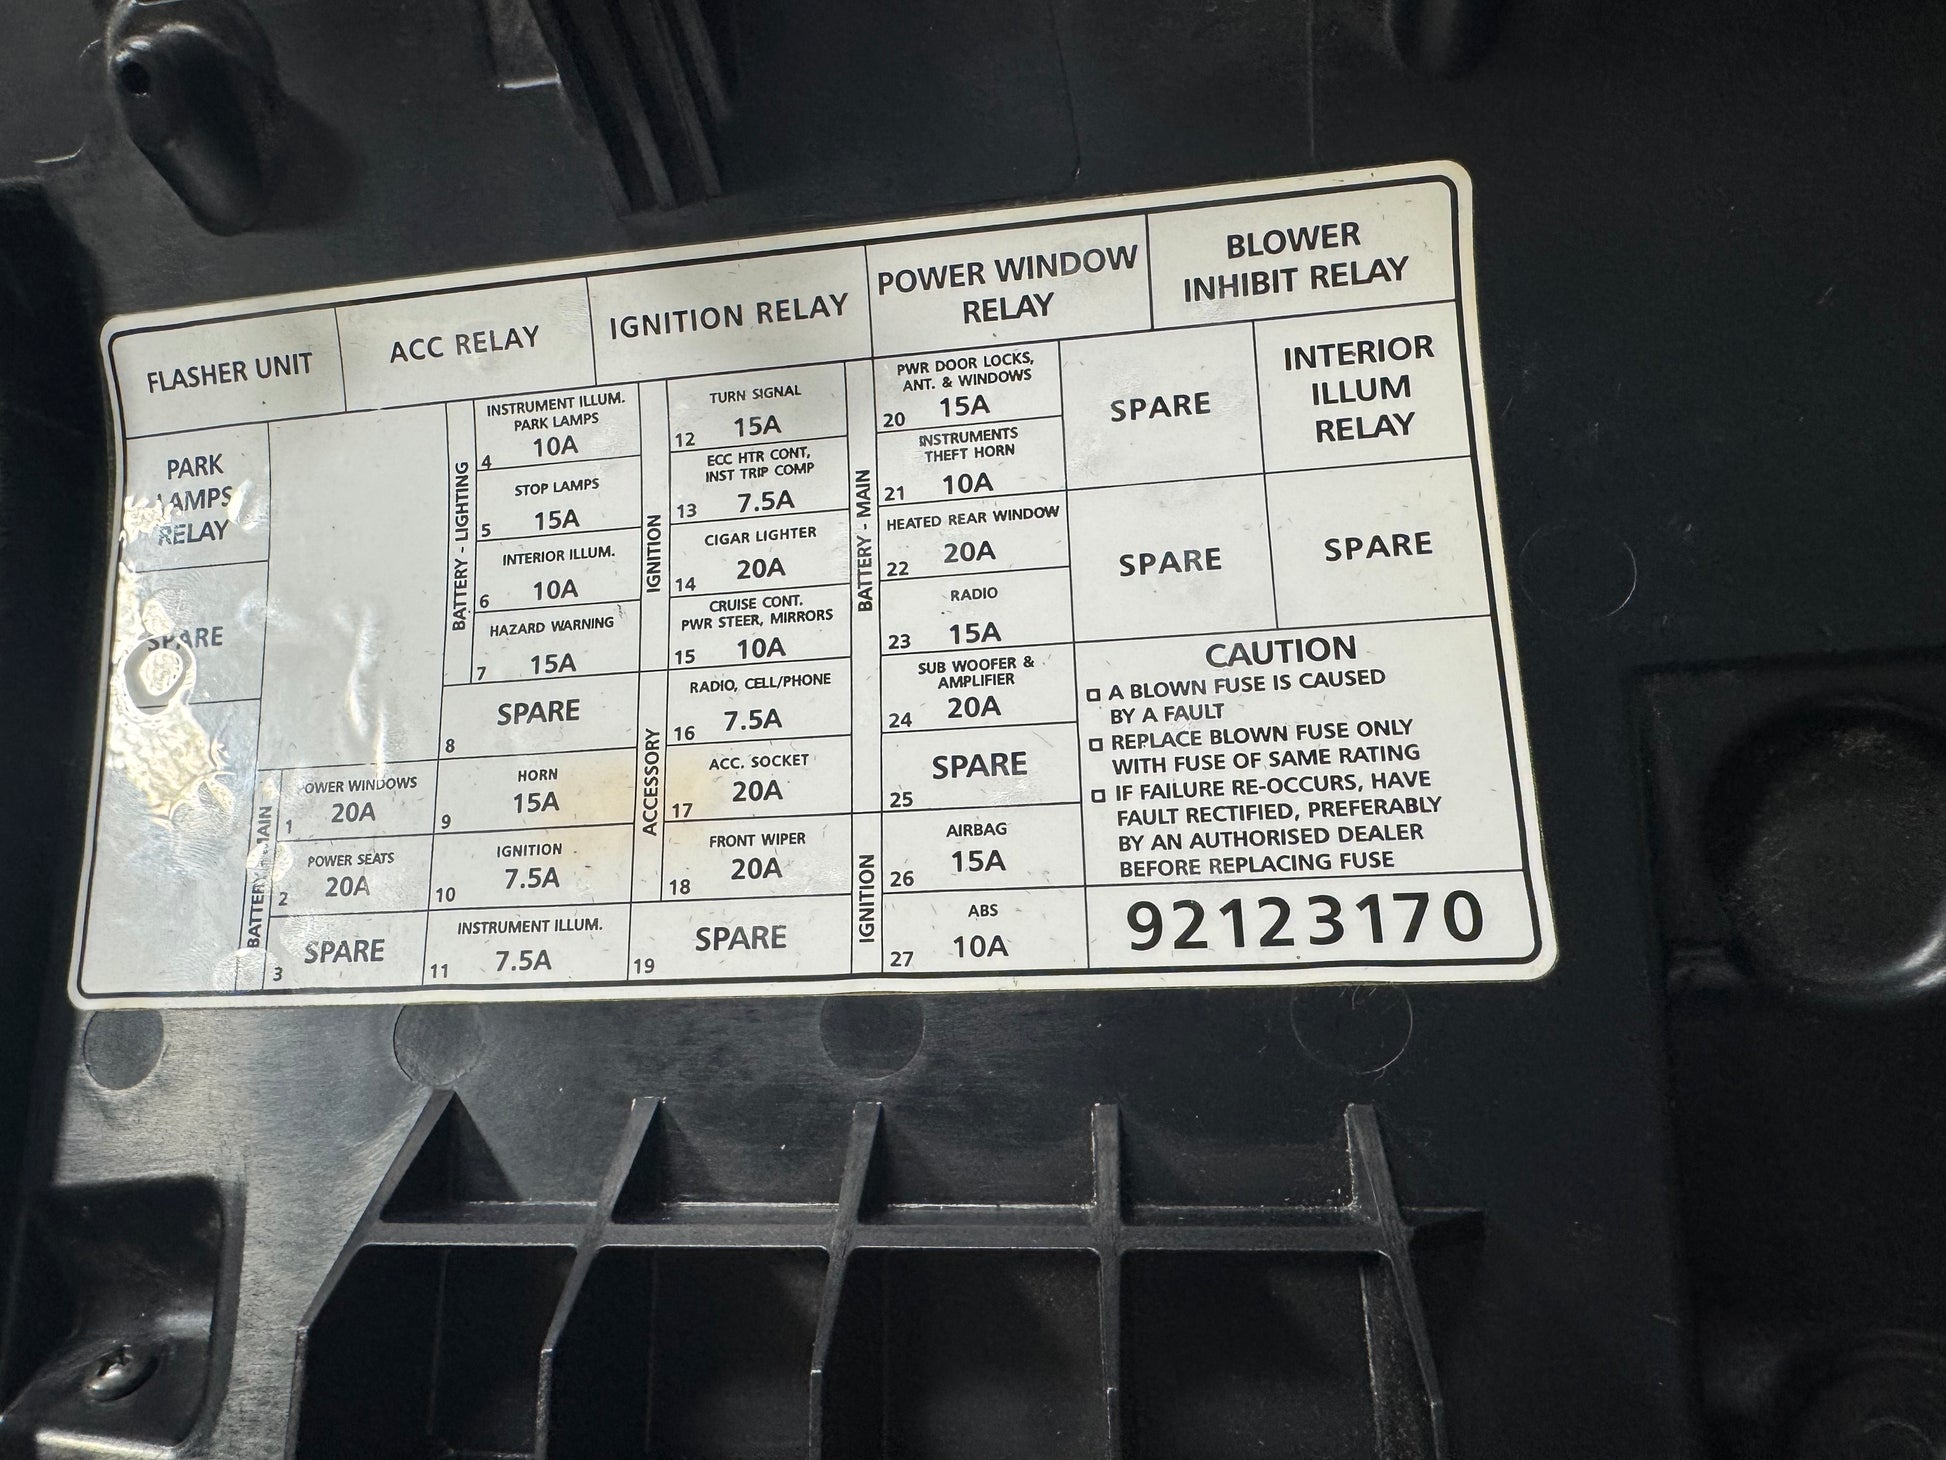 FLASHER UNIT
ACC RELAY
IGNITION RELAY
POWER WINDOW
RELAY
BLOWER
INHIBIT RELAY
PARK
LAMPS
RELAY
SPARE
BATTERY - MAIN
1
POWER WINDOWS
20A
2
POWER SEATS
20A
3
SPARE
BATTERY - LIGHTING
INSTRUMENT ILLUM.
PARK LAMPS
4
10A
STOP LAMPS
5
15A
INTERIOR ILLUM.
6
10A
HAZARD WARNING
7
15A
8
SPARE
HORN
9
15A
IGNITION
10
7.5A
INSTRUMENT ILLUM.
11
7.5A
IGNITION
TURN SIGNAL
12
15A
ECC HTR CONT,
INST TRIP COMP
13
7.5A
CIGAR LIGHTER
14
20A
CRUISE CONT.
PWR STEER, MIRRORS
15
10A
ACCESSORY
RADIO, CELL/PHONE
16
7.5A
ACC. SOCKET
17
20A
FRONT WIPER
18
20A
19
SPARE
BATTERY - MAIN
PWR DOOR LOCKS,
ANT. & WINDOWS
20
15A
INSTRUMENTS
THEFT HORN
21
10A
HEATED REAR WINDOW
22
20A
RADIO
23
15A
SUB WOOFER &
AMPLIFIER
24
20A
25
SPARE
IGNITION
AIRBAG
26
15A
ABS
27
10A
SPARE
INTERIOR
ILLUM
RELAY
SPARE
SPARE
CAUTION
□ A BLOWN FUSE IS CAUSED
BY A FAULT
□ REPLACE BLOWN FUSE ONLY
WITH FUSE OF SAME RATING
□ IF FAILURE RE-OCCURS, HAVE
FAULT RECTIFIED, PREFERABLY
BY AN AUTHORISED DEALER
BEFORE REPLACING FUSE
92123170